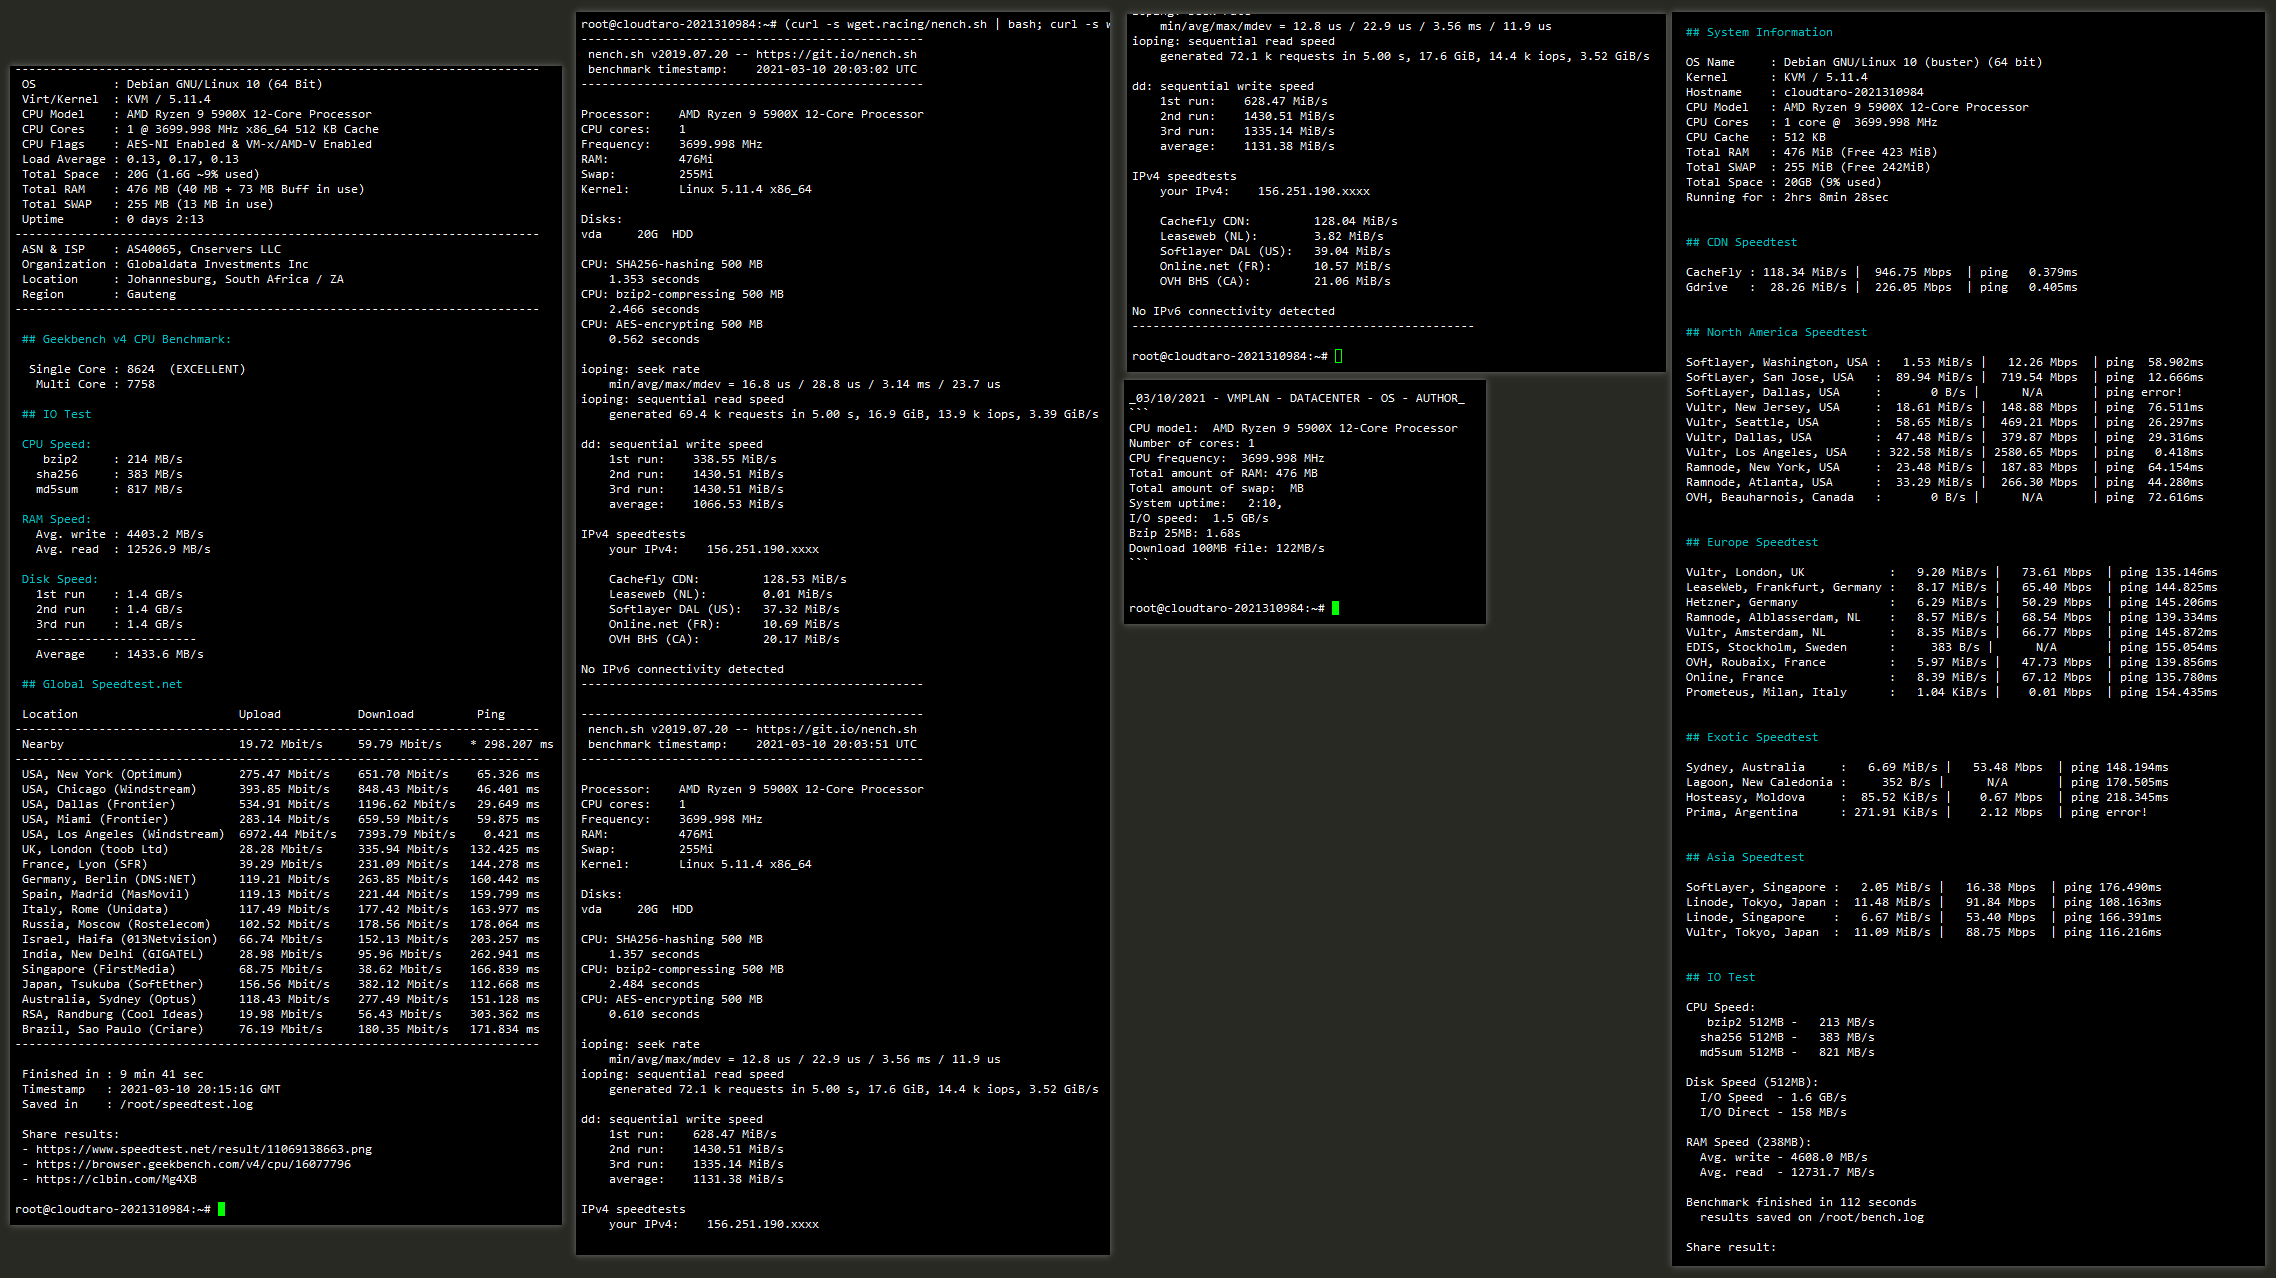 --------------------------------------------------------------------------
OS           : Debian GNU/Linux 10 (64 Bit)
Virt/Kernel  : KVM / 5.11.4
CPU Model    : AMD Ryzen 9 5900X 12-Core Processor
CPU Cores    : 1 @ 3699.998 MHz x86_64 512 KB Cache
CPU Flags    : AES-NI Enabled & VM-x/AMD-V Enabled
Load Average : 0.13, 0.17, 0.13
Total Space  : 20G (1.6G ~9% used)
Total RAM    : 476 MB (40 MB + 73 MB Buff in use)
Total SWAP   : 255 MB (13 MB in use)
Uptime       : 0 days 2:13
--------------------------------------------------------------------------
ASN & ISP    : AS40065, Cnservers LLC
Organization : Globaldata Investments Inc
Location     : Johannesburg, South Africa / ZA
Region       : Gauteng
--------------------------------------------------------------------------
## Geekbench v4 CPU Benchmark:
Single Core : 8624  (EXCELLENT)
Multi Core : 7758
## IO Test
CPU Speed:
bzip2     : 214 MB/s
sha256     : 383 MB/s
md5sum     : 817 MB/s
RAM Speed:
Avg. write : 4403.2 MB/s
Avg. read  : 12526.9 MB/s
Disk Speed:
1st run    : 1.4 GB/s
2nd run    : 1.4 GB/s
3rd run    : 1.4 GB/s
-----------------------
Average    : 1433.6 MB/s
## Global Speedtest.net
Location                       Upload           Download         Ping
--------------------------------------------------------------------------
Nearby                         19.72 Mbit/s     59.79 Mbit/s    * 298.207 ms
--------------------------------------------------------------------------
USA, New York (Optimum)        275.47 Mbit/s    651.70 Mbit/s    65.326 ms
USA, Chicago (Windstream)      393.85 Mbit/s    848.43 Mbit/s    46.401 ms
USA, Dallas (Frontier)         534.91 Mbit/s    1196.62 Mbit/s   29.649 ms
USA, Miami (Frontier)          283.14 Mbit/s    659.59 Mbit/s    59.875 ms
USA, Los Angeles (Windstream)  6972.44 Mbit/s   7393.79 Mbit/s    0.421 ms
UK, London (toob Ltd)          28.28 Mbit/s     335.94 Mbit/s   132.425 ms
France, Lyon (SFR)             39.29 Mbit/s     231.09 Mbit/s   144.278 ms
Germany, Berlin (DNS:NET)      119.21 Mbit/s    263.85 Mbit/s   160.442 ms
Spain, Madrid (MasMovil)       119.13 Mbit/s    221.44 Mbit/s   159.799 ms
Italy, Rome (Unidata)          117.49 Mbit/s    177.42 Mbit/s   163.977 ms
Russia, Moscow (Rostelecom)    102.52 Mbit/s    178.56 Mbit/s   178.064 ms
Israel, Haifa (013Netvision)   66.74 Mbit/s     152.13 Mbit/s   203.257 ms
India, New Delhi (GIGATEL)     28.98 Mbit/s     95.96 Mbit/s    262.941 ms
Singapore (FirstMedia)         68.75 Mbit/s     38.62 Mbit/s    166.839 ms
Japan, Tsukuba (SoftEther)     156.56 Mbit/s    382.12 Mbit/s   112.668 ms
Australia, Sydney (Optus)      118.43 Mbit/s    277.49 Mbit/s   151.128 ms
RSA, Randburg (Cool Ideas)     19.98 Mbit/s     56.43 Mbit/s    303.362 ms
Brazil, Sao Paulo (Criare)     76.19 Mbit/s     180.35 Mbit/s   171.834 ms
--------------------------------------------------------------------------
Finished in : 9 min 41 sec
Timestamp   : 2021-03-10 20:15:16 GMT
Saved in    : /root/speedtest.log
Share results:
- https://www.speedtest.net/result/11069138663.png
- https://browser.geekbench.com/v4/cpu/16077796
- https://clbin.com/Mg4XB
root@cloudtaro-2021310984:~#
root@cloudtaro-2021310984:~# (curl -s wget.racing/nench.sh | bash; curl -s w
-------------------------------------------------
nench.sh v2019.07.20 -- https://git.io/nench.sh
benchmark timestamp:    2021-03-10 20:03:02 UTC
-------------------------------------------------
Processor:    AMD Ryzen 9 5900X 12-Core Processor
CPU cores:    1
Frequency:    3699.998 MHz
RAM:          476Mi
Swap:         255Mi
Kernel:       Linux 5.11.4 x86_64
Disks:
vda     20G  HDD
CPU: SHA256-hashing 500 MB
1.353 seconds
CPU: bzip2-compressing 500 MB
2.466 seconds
CPU: AES-encrypting 500 MB
0.562 seconds
ioping: seek rate
min/avg/max/mdev = 16.8 us / 28.8 us / 3.14 ms / 23.7 us
ioping: sequential read speed
generated 69.4 k requests in 5.00 s, 16.9 GiB, 13.9 k iops, 3.39 GiB/s
dd: sequential write speed
1st run:    338.55 MiB/s
2nd run:    1430.51 MiB/s
3rd run:    1430.51 MiB/s
average:    1066.53 MiB/s
IPv4 speedtests
your IPv4:    156.251.190.xxxx
Cachefly CDN:         128.53 MiB/s
Leaseweb (NL):        0.01 MiB/s
Softlayer DAL (US):   37.32 MiB/s
Online.net (FR):      10.69 MiB/s
OVH BHS (CA):         20.17 MiB/s
No IPv6 connectivity detected
-------------------------------------------------
-------------------------------------------------
nench.sh v2019.07.20 -- https://git.io/nench.sh
benchmark timestamp:    2021-03-10 20:03:51 UTC
-------------------------------------------------
Processor:    AMD Ryzen 9 5900X 12-Core Processor
CPU cores:    1
Frequency:    3699.998 MHz
RAM:          476Mi
Swap:         255Mi
Kernel:       Linux 5.11.4 x86_64
Disks:
vda     20G  HDD
CPU: SHA256-hashing 500 MB
1.357 seconds
CPU: bzip2-compressing 500 MB
2.484 seconds
CPU: AES-encrypting 500 MB
0.610 seconds
ioping: seek rate
min/avg/max/mdev = 12.8 us / 22.9 us / 3.56 ms / 11.9 us
ioping: sequential read speed
generated 72.1 k requests in 5.00 s, 17.6 GiB, 14.4 k iops, 3.52 GiB/s
dd: sequential write speed
1st run:    628.47 MiB/s
2nd run:    1430.51 MiB/s
3rd run:    1335.14 MiB/s
average:    1131.38 MiB/s
IPv4 speedtests
your IPv4:    156.251.190.xxxx
ioping: seek rate
min/avg/max/mdev = 12.8 us / 22.9 us / 3.56 ms / 11.9 us
ioping: sequential read speed
generated 72.1 k requests in 5.00 s, 17.6 GiB, 14.4 k iops, 3.52 GiB/s
dd: sequential write speed
1st run:    628.47 MiB/s
2nd run:    1430.51 MiB/s
3rd run:    1335.14 MiB/s
average:    1131.38 MiB/s
IPv4 speedtests
your IPv4:    156.251.190.xxxx
Cachefly CDN:         128.04 MiB/s
Leaseweb (NL):        3.82 MiB/s
Softlayer DAL (US):   39.04 MiB/s
Online.net (FR):      10.57 MiB/s
OVH BHS (CA):         21.06 MiB/s
No IPv6 connectivity detected
-------------------------------------------------
root@cloudtaro-2021310984:~#
_03/10/2021 - VMPLAN - DATACENTER - OS - AUTHOR_
```
CPU model:  AMD Ryzen 9 5900X 12-Core Processor
Number of cores: 1
CPU frequency:  3699.998 MHz
Total amount of RAM: 476 MB
Total amount of swap:  MB
System uptime:   2:10,
I/O speed:  1.5 GB/s
Bzip 25MB: 1.68s
Download 100MB file: 122MB/s
```
root@cloudtaro-2021310984:~#
## System Information
OS Name     : Debian GNU/Linux 10 (buster) (64 bit)
Kernel      : KVM / 5.11.4
Hostname    : cloudtaro-2021310984
CPU Model   : AMD Ryzen 9 5900X 12-Core Processor
CPU Cores   : 1 core @  3699.998 MHz
CPU Cache   : 512 KB
Total RAM   : 476 MiB (Free 423 MiB)
Total SWAP  : 255 MiB (Free 242MiB)
Total Space : 20GB (9% used)
Running for : 2hrs 8min 28sec
## CDN Speedtest
CacheFly : 118.34 MiB/s |  946.75 Mbps  | ping   0.379ms
Gdrive   :  28.26 MiB/s |  226.05 Mbps  | ping   0.405ms
## North America Speedtest
Softlayer, Washington, USA :   1.53 MiB/s |   12.26 Mbps  | ping  58.902ms
SoftLayer, San Jose, USA   :  89.94 MiB/s |  719.54 Mbps  | ping  12.666ms
SoftLayer, Dallas, USA     :       0 B/s |      N/A       | ping error!
Vultr, New Jersey, USA     :  18.61 MiB/s |  148.88 Mbps  | ping  76.511ms
Vultr, Seattle, USA        :  58.65 MiB/s |  469.21 Mbps  | ping  26.297ms
Vultr, Dallas, USA         :  47.48 MiB/s |  379.87 Mbps  | ping  29.316ms
Vultr, Los Angeles, USA    : 322.58 MiB/s | 2580.65 Mbps  | ping   0.418ms
Ramnode, New York, USA     :  23.48 MiB/s |  187.83 Mbps  | ping  64.154ms
Ramnode, Atlanta, USA      :  33.29 MiB/s |  266.30 Mbps  | ping  44.280ms
OVH, Beauharnois, Canada   :       0 B/s |      N/A       | ping  72.616ms
## Europe Speedtest
Vultr, London, UK            :   9.20 MiB/s |   73.61 Mbps  | ping 135.146ms
LeaseWeb, Frankfurt, Germany :   8.17 MiB/s |   65.40 Mbps  | ping 144.825ms
Hetzner, Germany             :   6.29 MiB/s |   50.29 Mbps  | ping 145.206ms
Ramnode, Alblasserdam, NL    :   8.57 MiB/s |   68.54 Mbps  | ping 139.334ms
Vultr, Amsterdam, NL         :   8.35 MiB/s |   66.77 Mbps  | ping 145.872ms
EDIS, Stockholm, Sweden      :     383 B/s |      N/A       | ping 155.054ms
OVH, Roubaix, France         :   5.97 MiB/s |   47.73 Mbps  | ping 139.856ms
Online, France               :   8.39 MiB/s |   67.12 Mbps  | ping 135.780ms
Prometeus, Milan, Italy      :   1.04 KiB/s |    0.01 Mbps  | ping 154.435ms
## Exotic Speedtest
Sydney, Australia     :   6.69 MiB/s |   53.48 Mbps  | ping 148.194ms
Lagoon, New Caledonia :     352 B/s |      N/A       | ping 170.505ms
Hosteasy, Moldova     :  85.52 KiB/s |    0.67 Mbps  | ping 218.345ms
Prima, Argentina      : 271.91 KiB/s |    2.12 Mbps  | ping error!
## Asia Speedtest
SoftLayer, Singapore :   2.05 MiB/s |   16.38 Mbps  | ping 176.490ms
Linode, Tokyo, Japan :  11.48 MiB/s |   91.84 Mbps  | ping 108.163ms
Linode, Singapore    :   6.67 MiB/s |   53.40 Mbps  | ping 166.391ms
Vultr, Tokyo, Japan  :  11.09 MiB/s |   88.75 Mbps  | ping 116.216ms
## IO Test
CPU Speed:
bzip2 512MB -   213 MB/s
sha256 512MB -   383 MB/s
md5sum 512MB -   821 MB/s
Disk Speed (512MB):
I/O Speed  - 1.6 GB/s
I/O Direct - 158 MB/s
RAM Speed (238MB):
Avg. write - 4608.0 MB/s
Avg. read  - 12731.7 MB/s
Benchmark finished in 112 seconds
results saved on /root/bench.log
Share result: